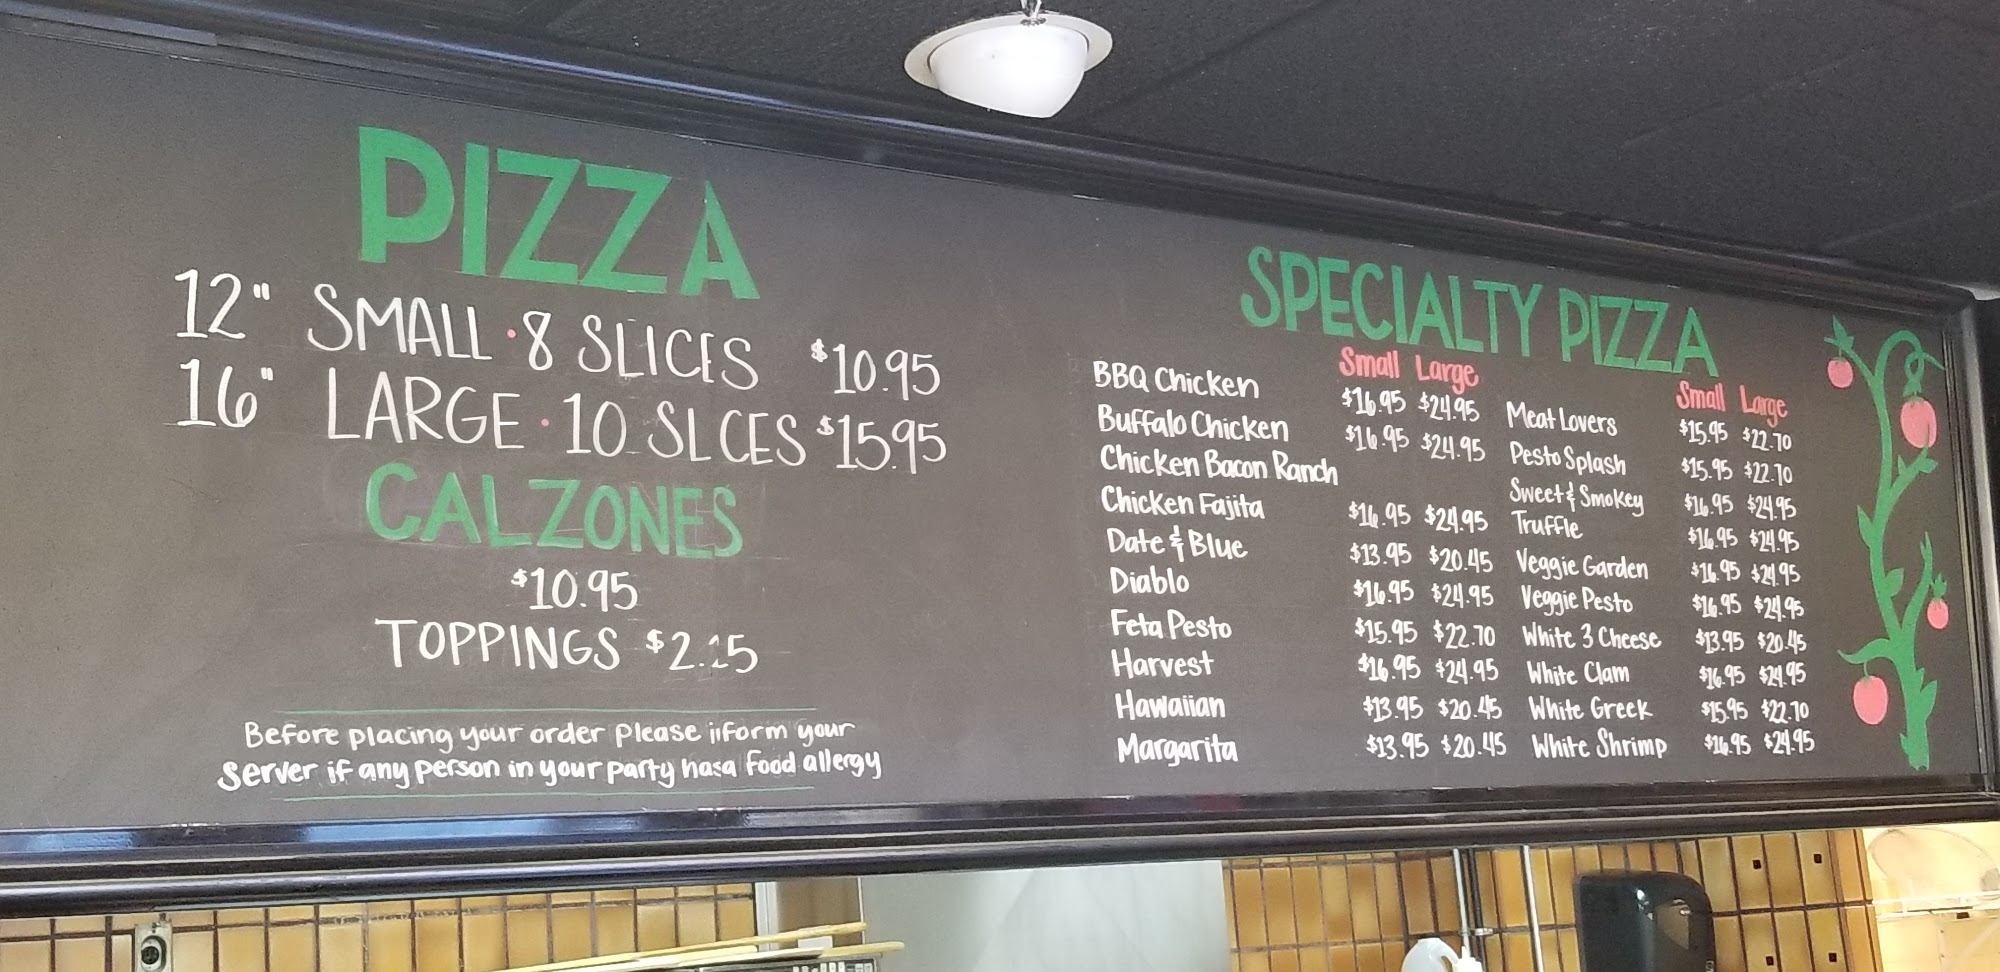 PIZZA
12" SMALL · 8 SLICES $10.95
16" LARGE · 10 SLCES $15.95
CALZONES
$10.95
TOPPINGS
Before placing your order Please inform your
server if any person in your party has a food allergy
SPECIALTY PIZZA
Small Large
BBQ Chicken $16.95 $24.95
Buffalo Chicken $16.95 $24.95
Chicken Bacon Ranch
Chicken Fajita $16.95 $24.95
Date & Blue $13.95 $20.45
Diablo $16.95 $24.95
Feta Pesto $15.95 $22.70
Harvest $16.95 $24.95
Hawaiian $13.95 $20.45
Margarita $13.95 $20.45
Small Large
Meat Lovers $15.95 $22.70
Pesto Splash $15.95 $22.70
Sweet & Smokey $16.95 $24.95
Truffle $16.95 $24.95
Veggie Garden $16.95 $24.95
Veggie Pesto $16.95 $24.95
White 3 Cheese $13.95 $20.45
White Clam $16.95 $24.95
White Greek $15.95 $22.70
White Shrimp $16.95 $24.95